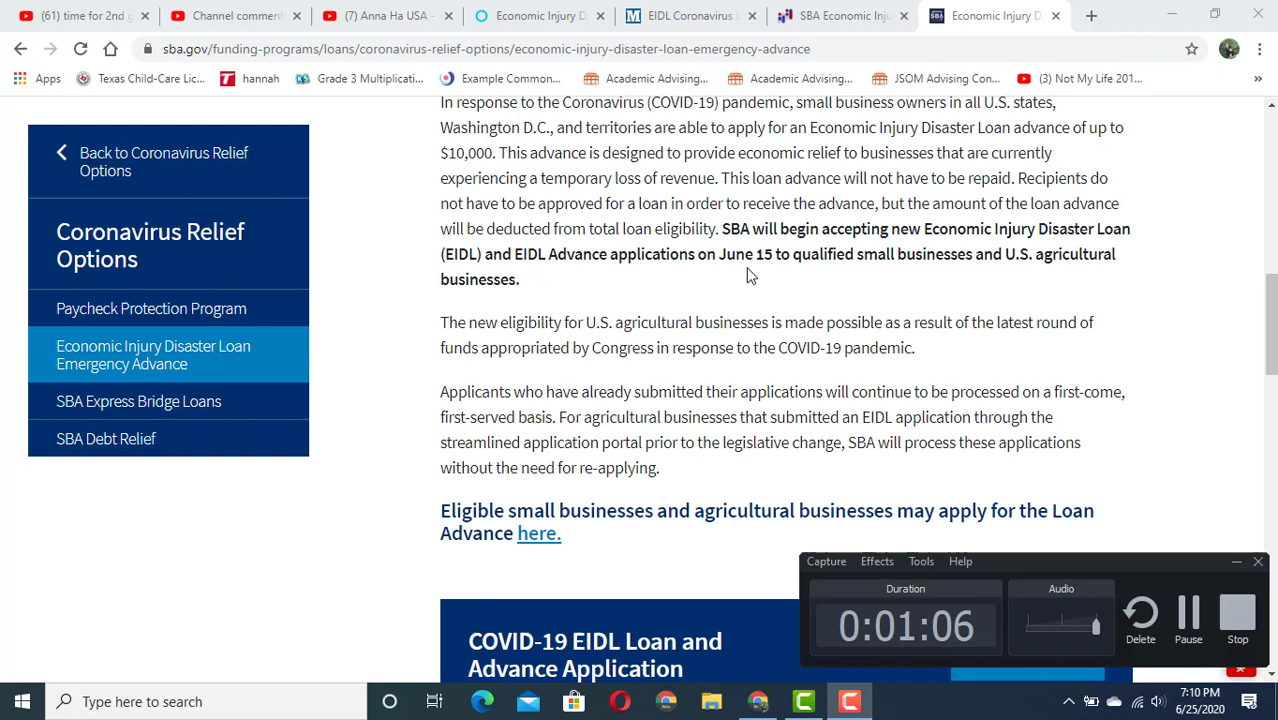 (61) time for 2nd g
Channel comment
(7) Anna Ha USA -
Economic Injury D
EIDL Coronavirus L
SBA Economic Inju
Economic Injury D
sba.gov/funding-programs/loans/coronavirus-relief-options/economic-injury-disaster-loan-emergency-advance
Apps
Texas Child-Care Lic...
hannah
Grade 3 Multiplicati...
Example Common...
Academic Advising...
Academic Advising...
JSOM Advising Con...
(3) Not My Life 201...
»
Back to Coronavirus Relief
Options
Coronavirus Relief
Options
Paycheck Protection Program
Economic Injury Disaster Loan
Emergency Advance
SBA Express Bridge Loans
SBA Debt Relief
In response to the Coronavirus (COVID-19) pandemic, small business owners in all U.S. states,
Washington D.C., and territories are able to apply for an Economic Injury Disaster Loan advance of up to
$10,000. This advance is designed to provide economic relief to businesses that are currently
experiencing a temporary loss of revenue. This loan advance will not have to be repaid. Recipients do
not have to be approved for a loan in order to receive the advance, but the amount of the loan advance
will be deducted from total loan eligibility. SBA will begin accepting new Economic Injury Disaster Loan
(EIDL) and EIDL Advance applications on June 15 to qualified small businesses and U.S. agricultural
businesses.
The new eligibility for U.S. agricultural businesses is made possible as a result of the latest round of
funds appropriated by Congress in response to the COVID-19 pandemic.
Applicants who have already submitted their applications will continue to be processed on a first-come,
first-served basis. For agricultural businesses that submitted an EIDL application through the
streamlined application portal prior to the legislative change, SBA will process these applications
without the need for re-applying.
Eligible small businesses and agricultural businesses may apply for the Loan
Advance here.
COVID-19 EIDL Loan and
Advance Application
Capture Effects Tools Help
Duration
0:01:06
Audio
Delete
Pause
Stop
Type here to search
7:10 PM
6/25/2020